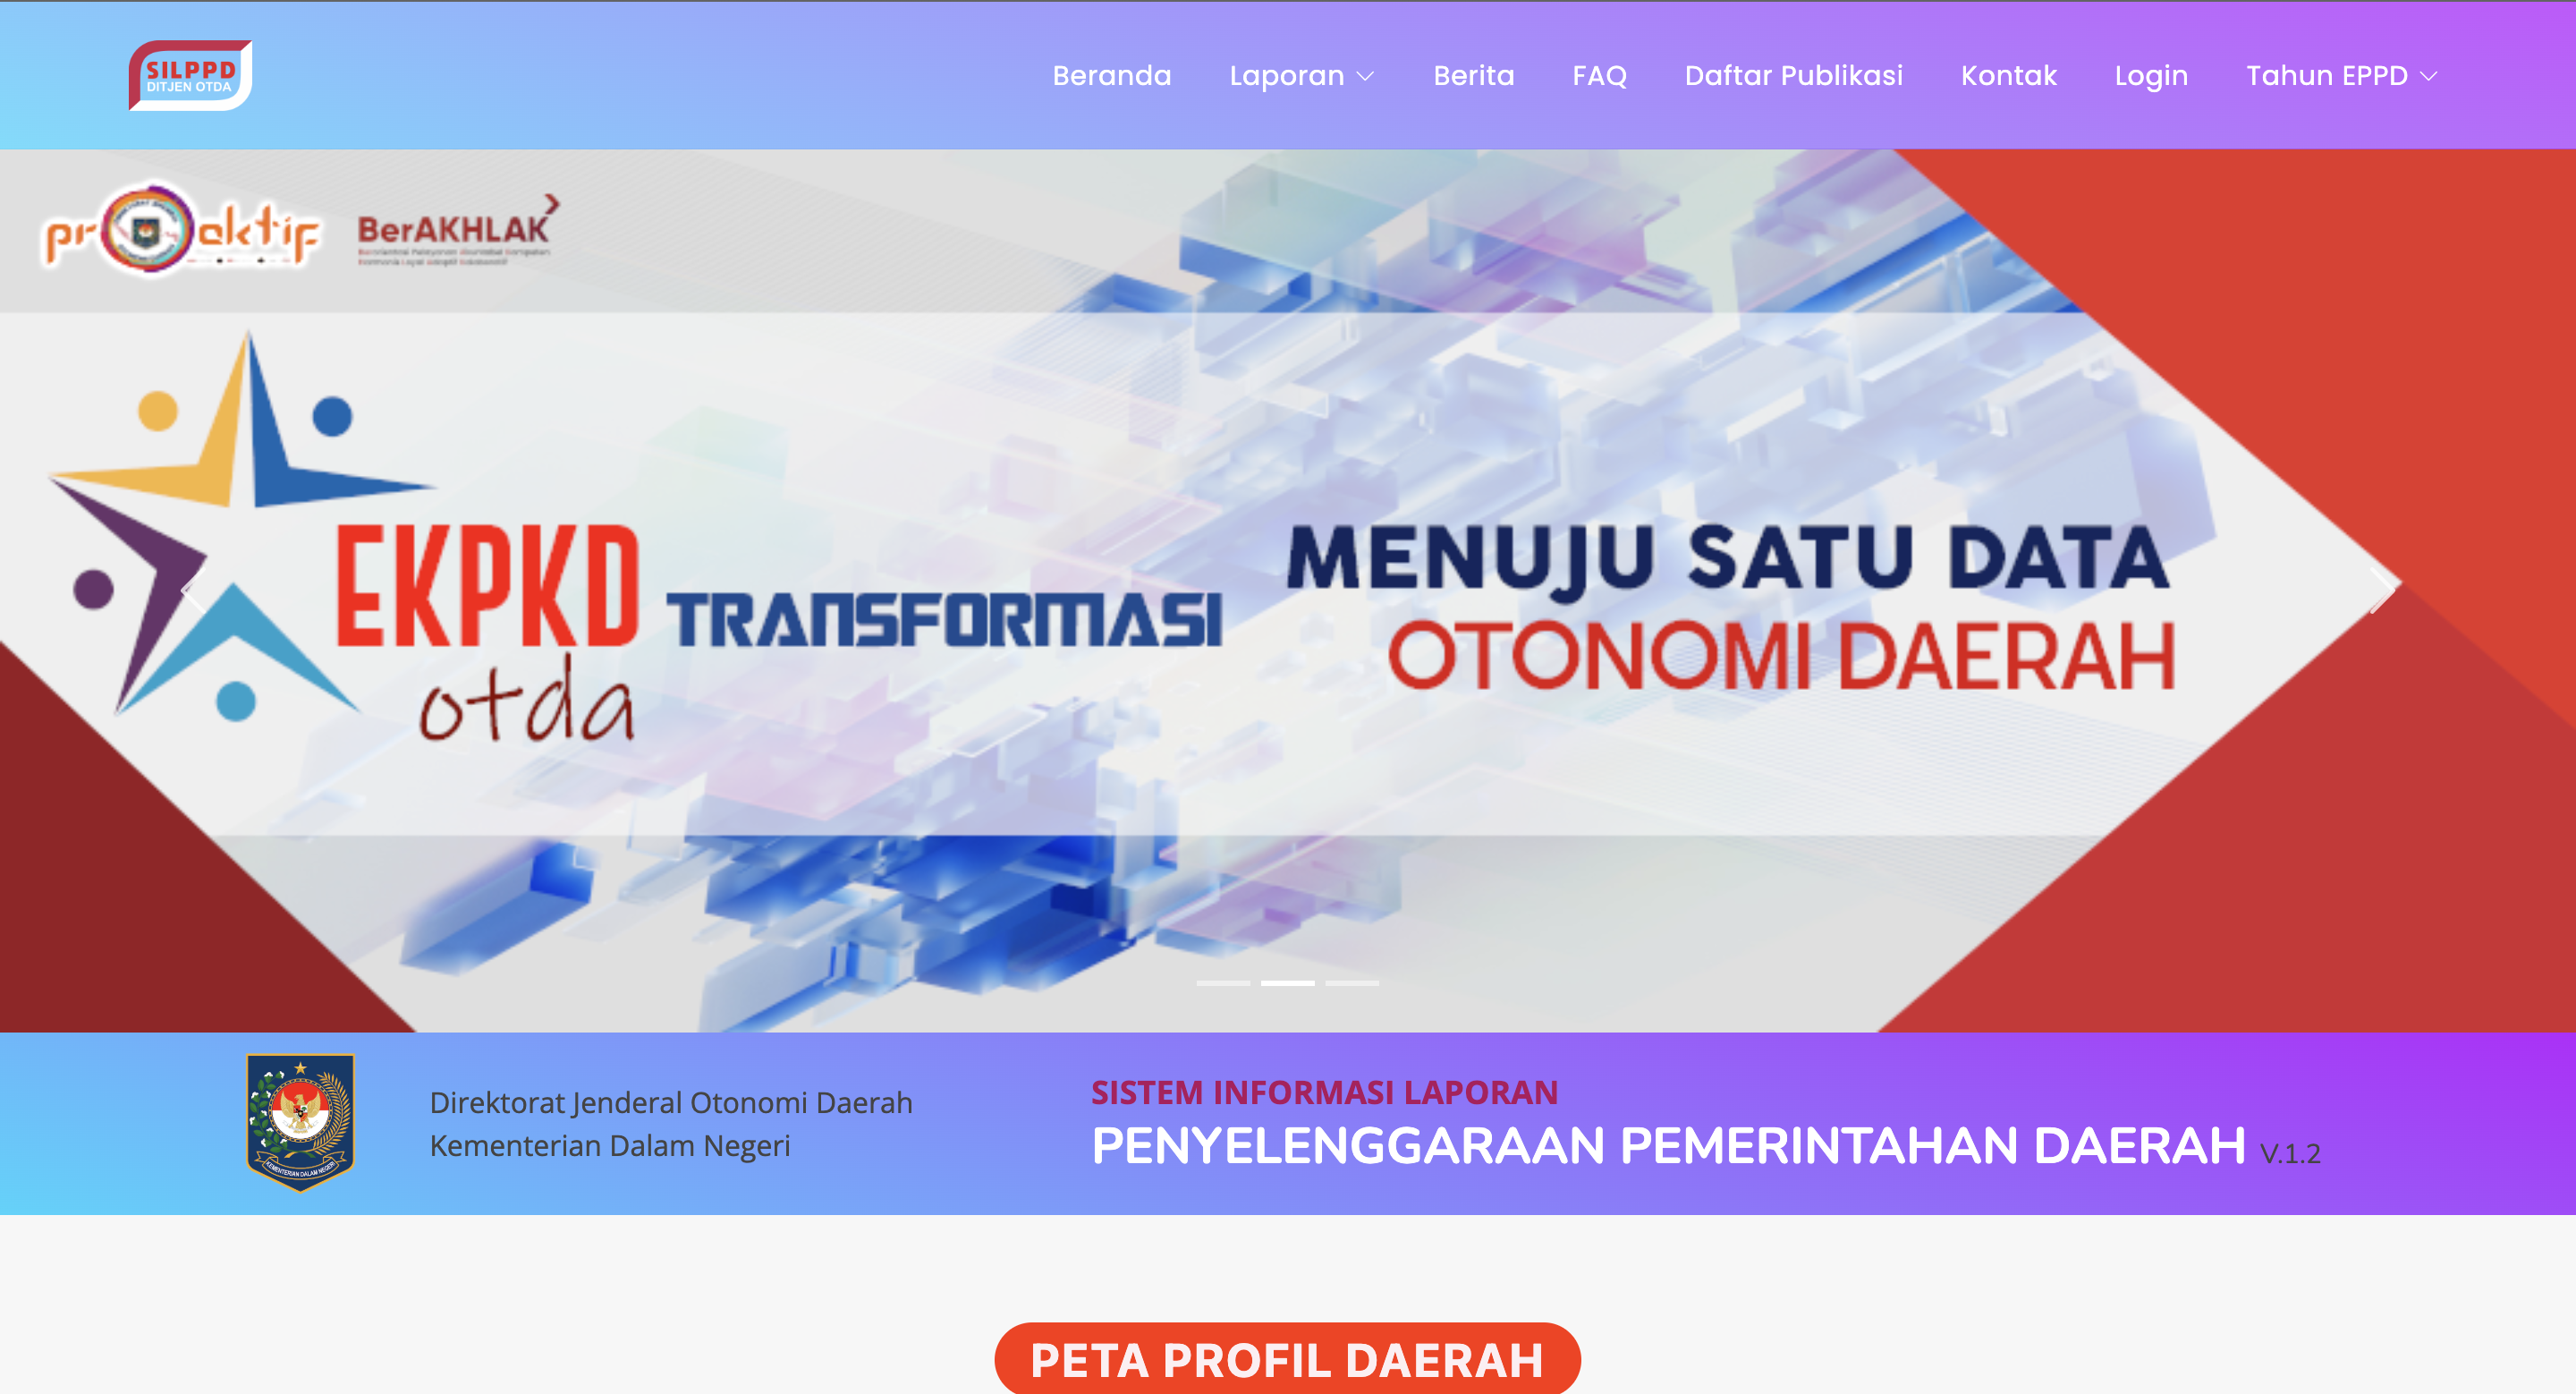 SILPPD
DITJEN OTDA
Beranda
Laporan
Berita
FAQ
Daftar Publikasi
Kontak
Login
Tahun EPPD
proaktif
BerAKHLAK
EKPKD
otda
TRANSFORMASI
MENUJU SATU DATA
OTONOMI DAERAH
KEMENTERIAN DALAM NEGERI
Direktorat Jenderal Otonomi Daerah
Kementerian Dalam Negeri
SISTEM INFORMASI LAPORAN
PENYELENGGARAAN PEMERINTAHAN DAERAH V.1.2
PETA PROFIL DAERAH